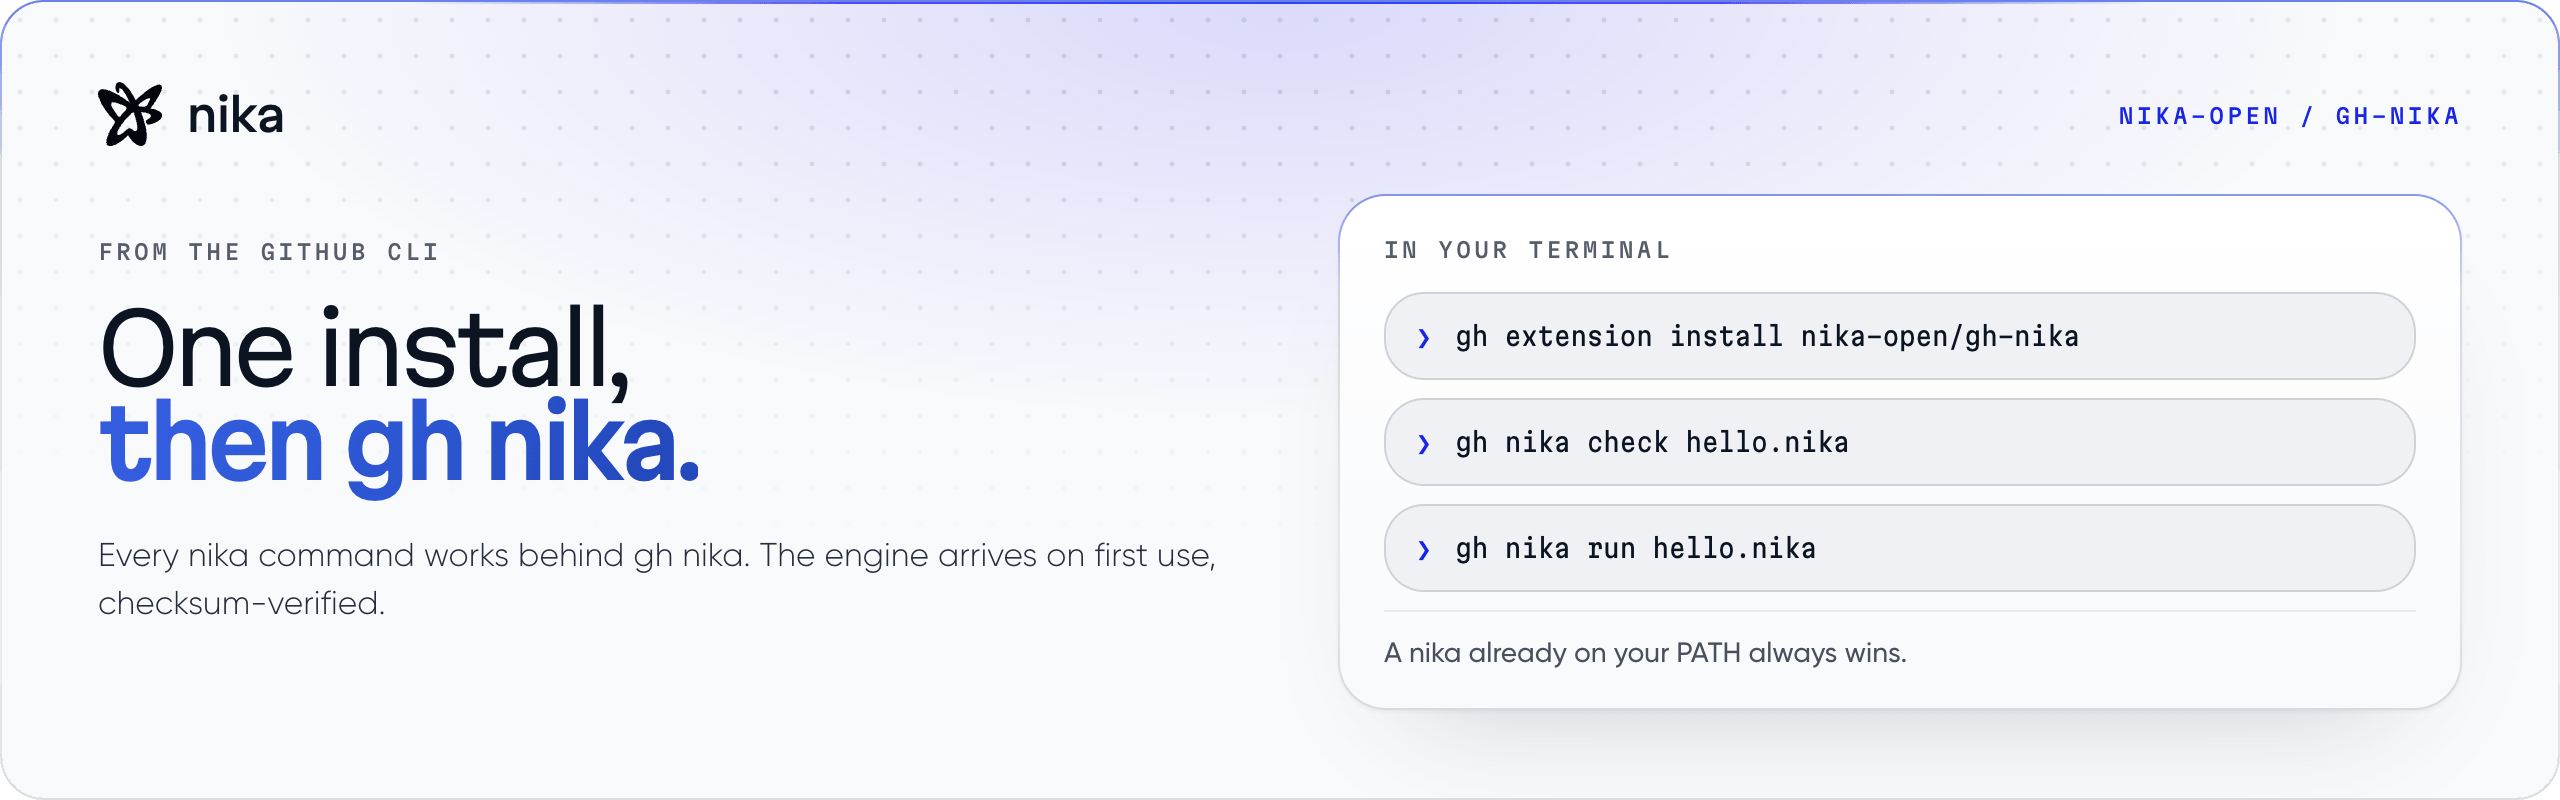 nika
NIKA-OPEN / GH-NIKA
FROM THE GITHUB CLI
One install,
then gh nika.
Every nika command works behind gh nika. The engine arrives on first use,
checksum-verified.
IN YOUR TERMINAL
❯ gh extension install nika-open/gh-nika
❯ gh nika check hello.nika
❯ gh nika run hello.nika
A nika already on your PATH always wins.